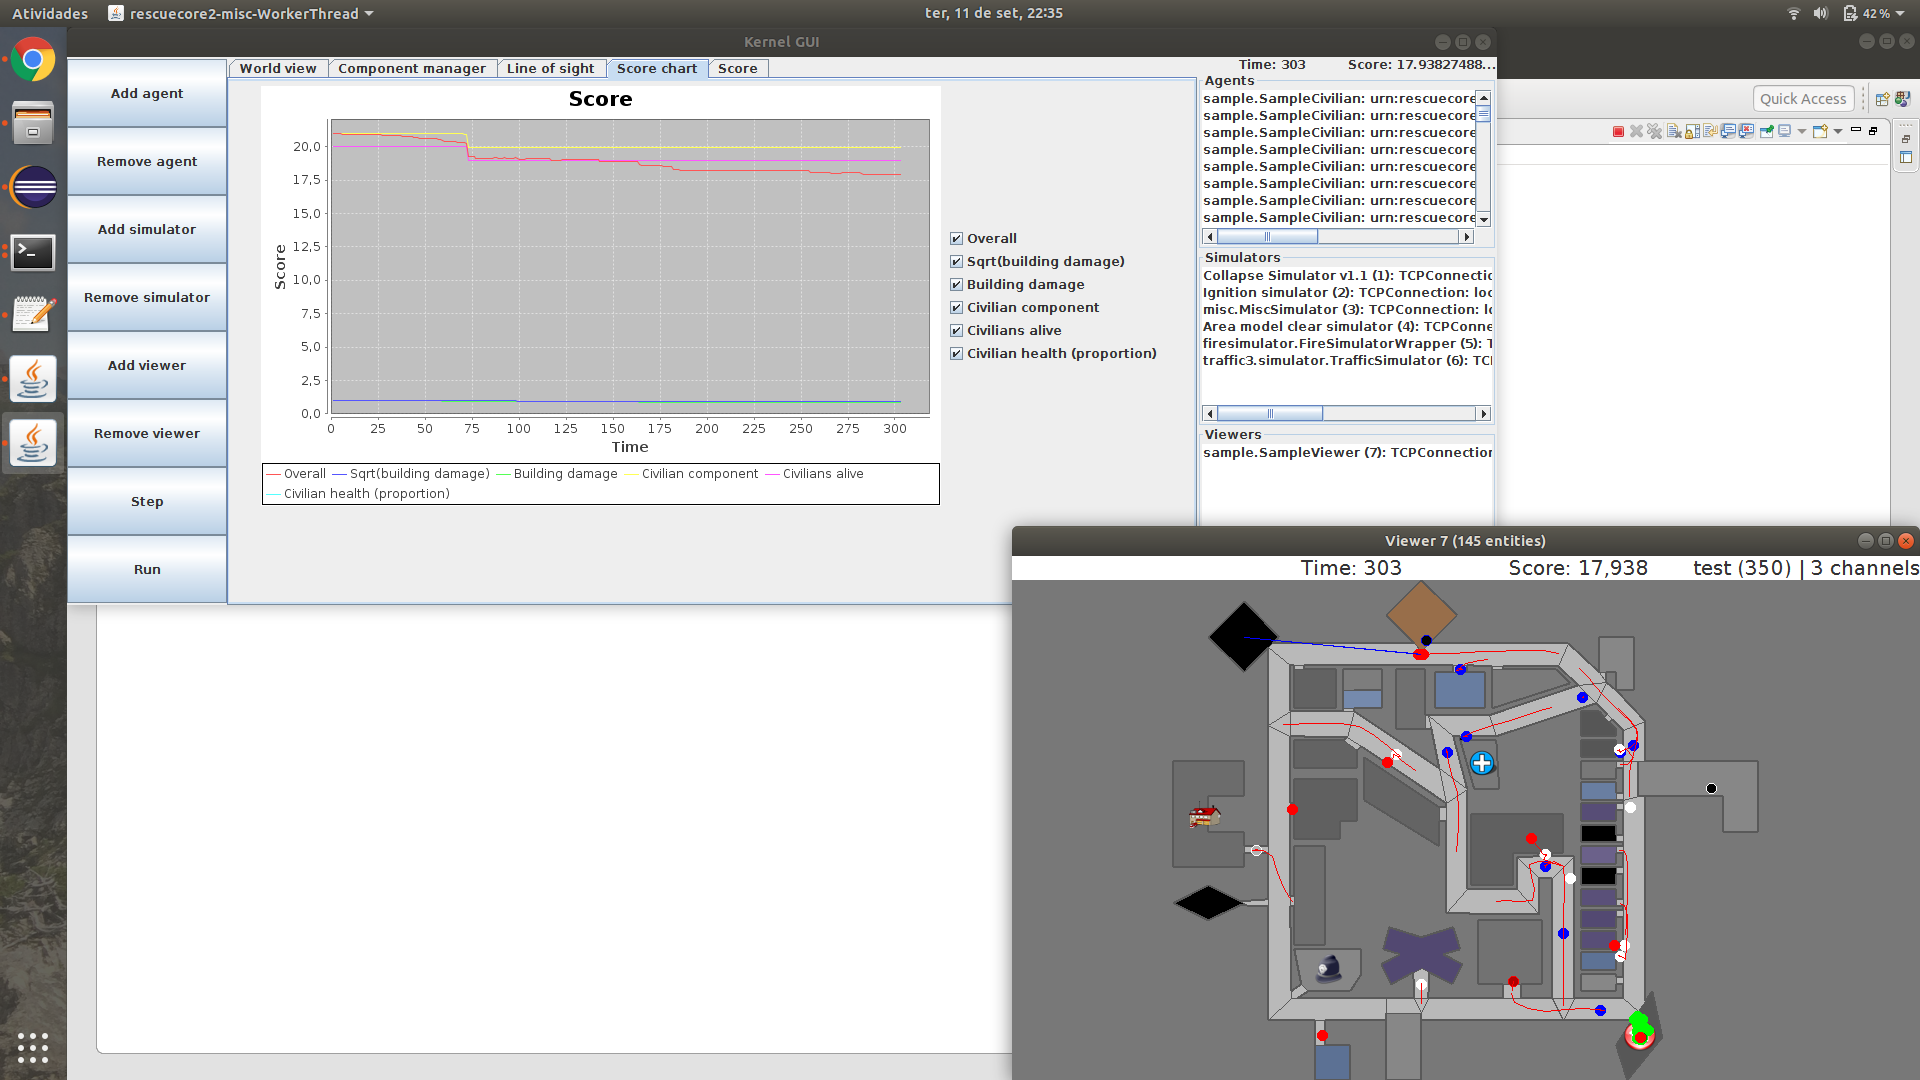 Atividades
rescuecore2-misc-WorkerThread
ter, 11 de set, 22:35
42 %
Kernel GUI
Add agent
Remove agent
Add simulator
Remove simulator
Add viewer
Remove viewer
Step
Run
World view
Component manager
Line of sight
Score chart
Score
Time: 303
Score: 17.93827488...
Score
20,0
17,5
15,0
12,5
10,0
7,5
5,0
2,5
0,0
Score
0 25 50 75 100 125 150 175 200 225 250 275 300
Time
Overall Sqrt(building damage) Building damage Civilian component Civilians alive
Civilian health (proportion)
Overall
Sqrt(building damage)
Building damage
Civilian component
Civilians alive
Civilian health (proportion)
Agents
sample.SampleCivilian: urn:rescuecore
sample.SampleCivilian: urn:rescuecore
sample.SampleCivilian: urn:rescuecore
sample.SampleCivilian: urn:rescuecore
sample.SampleCivilian: urn:rescuecore
sample.SampleCivilian: urn:rescuecore
sample.SampleCivilian: urn:rescuecore
sample.SampleCivilian: urn:rescuecore
Simulators
Collapse Simulator v1.1 (1): TCPConnectio
Ignition simulator (2): TCPConnection: loc
misc.MiscSimulator (3): TCPConnection: lo
Area model clear simulator (4): TCPConne
firesimulator.FireSimulatorWrapper (5): T
traffic3.simulator.TrafficSimulator (6): TCI
Viewers
sample.SampleViewer (7): TCPConnection
Quick Access
Viewer 7 (145 entities)
Time: 303
Score: 17,938
test (350) | 3 channels